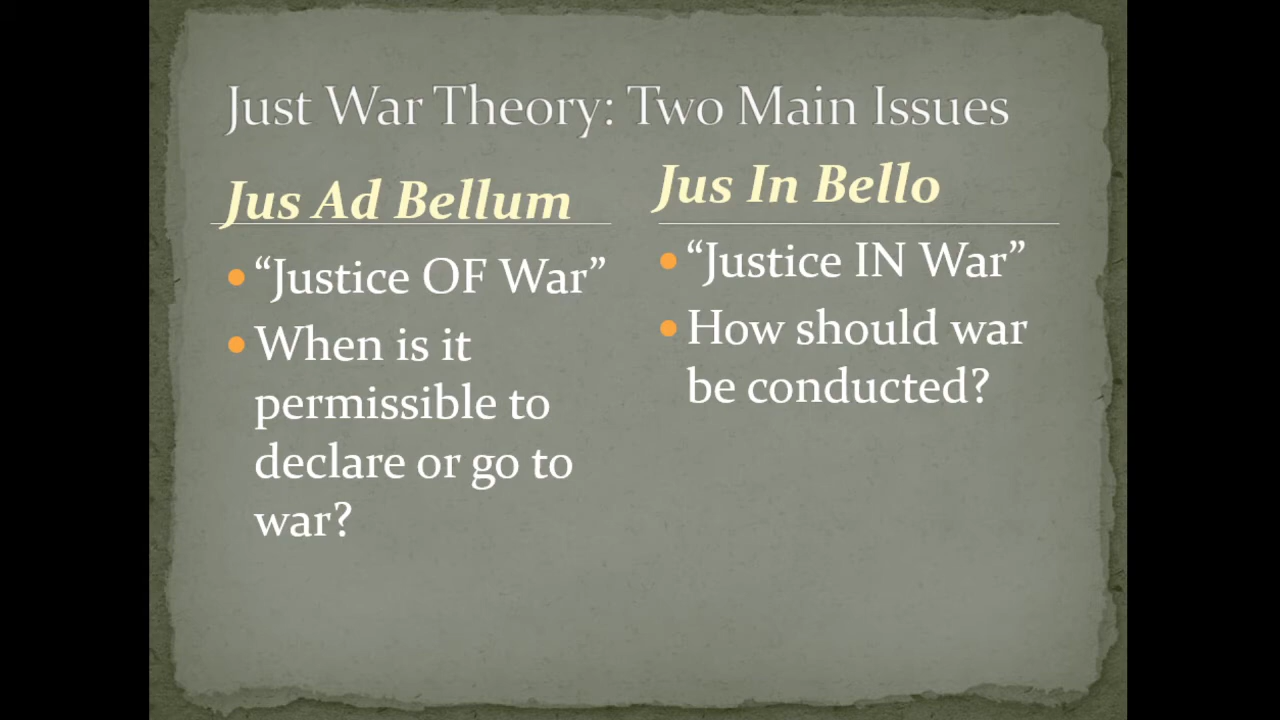 Just War Theory: Two Main Issues
Jus Ad Bellum
“Justice OF War”
When is it
permissible to
declare or go to
war?
Jus In Bello
“Justice IN War”
How should war
be conducted?